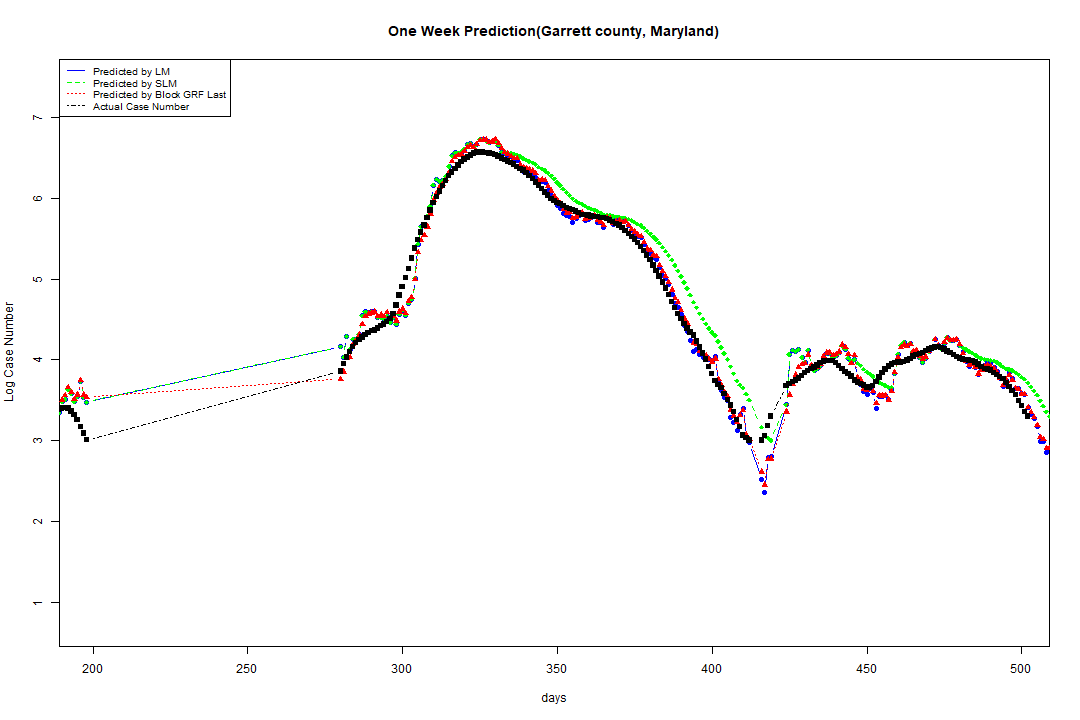 One Week Prediction(Garrett county, Maryland)
Predicted by LM
Predicted by SLM
Predicted by Block GRF Last
Actual Case Number
Log Case Number
7
6
5
4
3
2
1
200 250 300 350 400 450 500
days